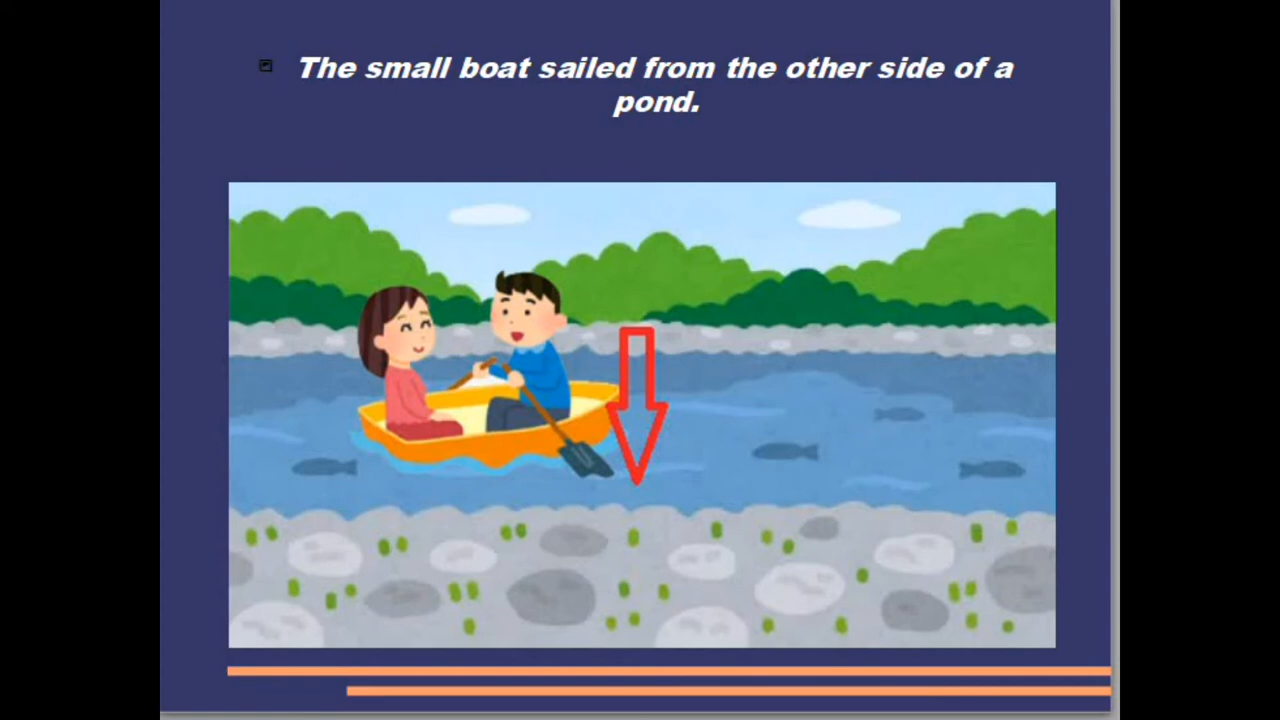 The small boat sailed from the other side of a
pond.